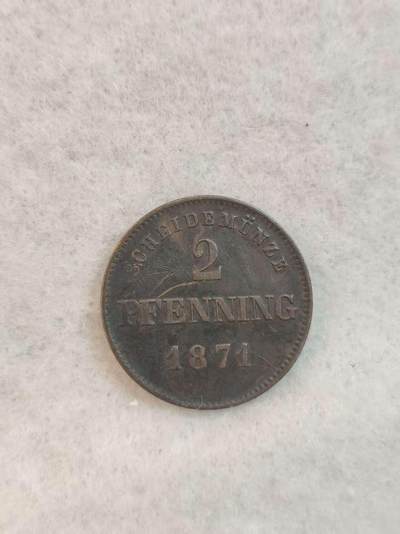 SCHEIDEMÜNZE
2
PFENNING
1871